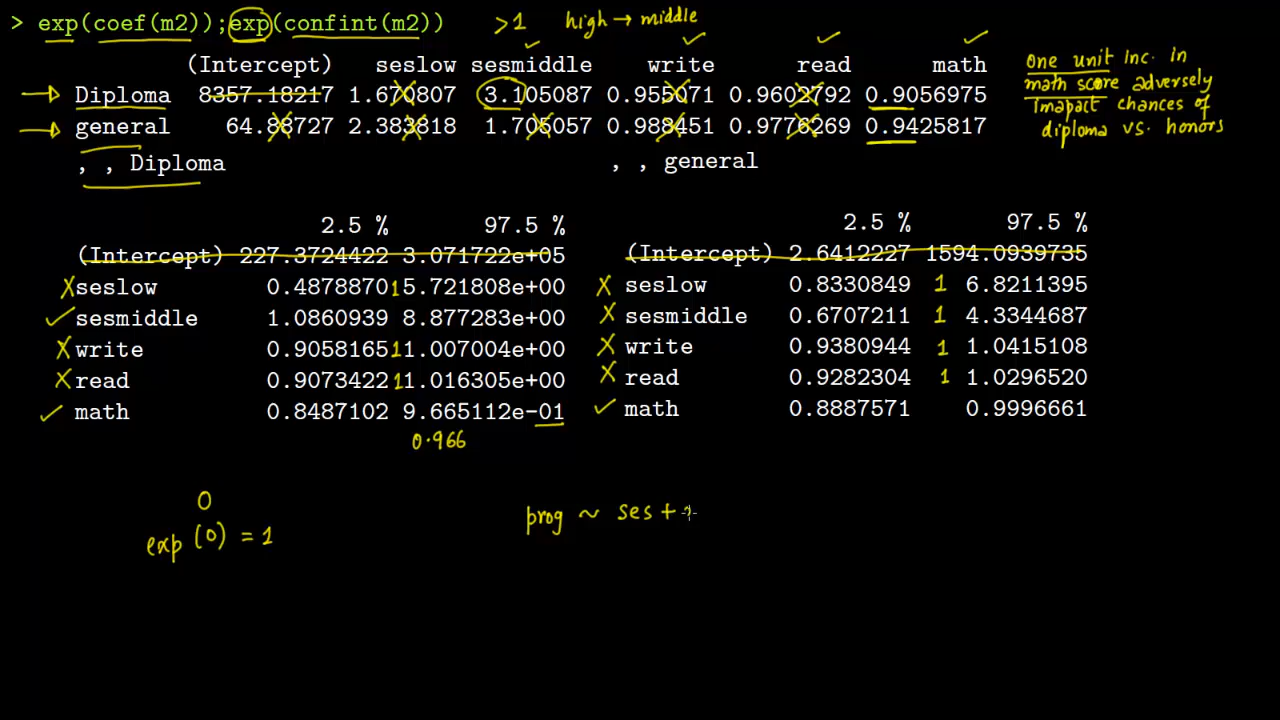 > exp(coef(m2));exp(confint(m2)) >1 high → middle
(Intercept) seslow sesmiddle write read math
Diploma 8357.18217 1.670807 3.105087 0.955071 0.9602792 0.9056975
general 64.88727 2.383818 1.705057 0.983451 0.9776269 0.9425817
One unit Inc. in
math score adversely
Imapact chances of
diploma vs. honors
, , Diploma
2.5 % 97.5 %
(Intercept) 227.3724422 3.071722e+05
X seslow 0.4878870 1 5.721808e+00
✓ sesmiddle 1.0860939 8.877283e+00
X write 0.9058165 1 1.007004e+00
X read 0.9073422 1 1.016305e+00
✓ math 0.8487102 9.665112e-01
0.966
, , general
2.5 % 97.5 %
(Intercept) 2.6412227 1594.0939735
X seslow 0.8330849 1 6.8211395
X sesmiddle 0.6707211 1 4.3344687
X write 0.9380944 1 1.0415108
X read 0.9282304 1 1.0296520
✓ math 0.8887571 0.9996661
0
exp (0) = 1
prog ~ ses +